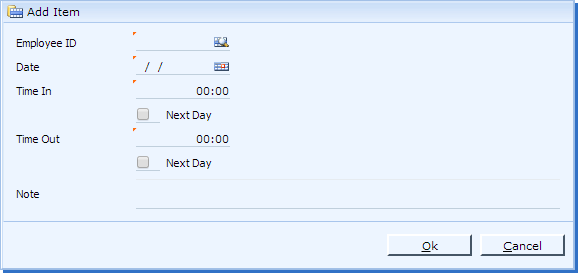 Add Item
Employee ID
Date / /
Time In 00:00
Next Day
Time Out 00:00
Next Day
Note
Ok Cancel